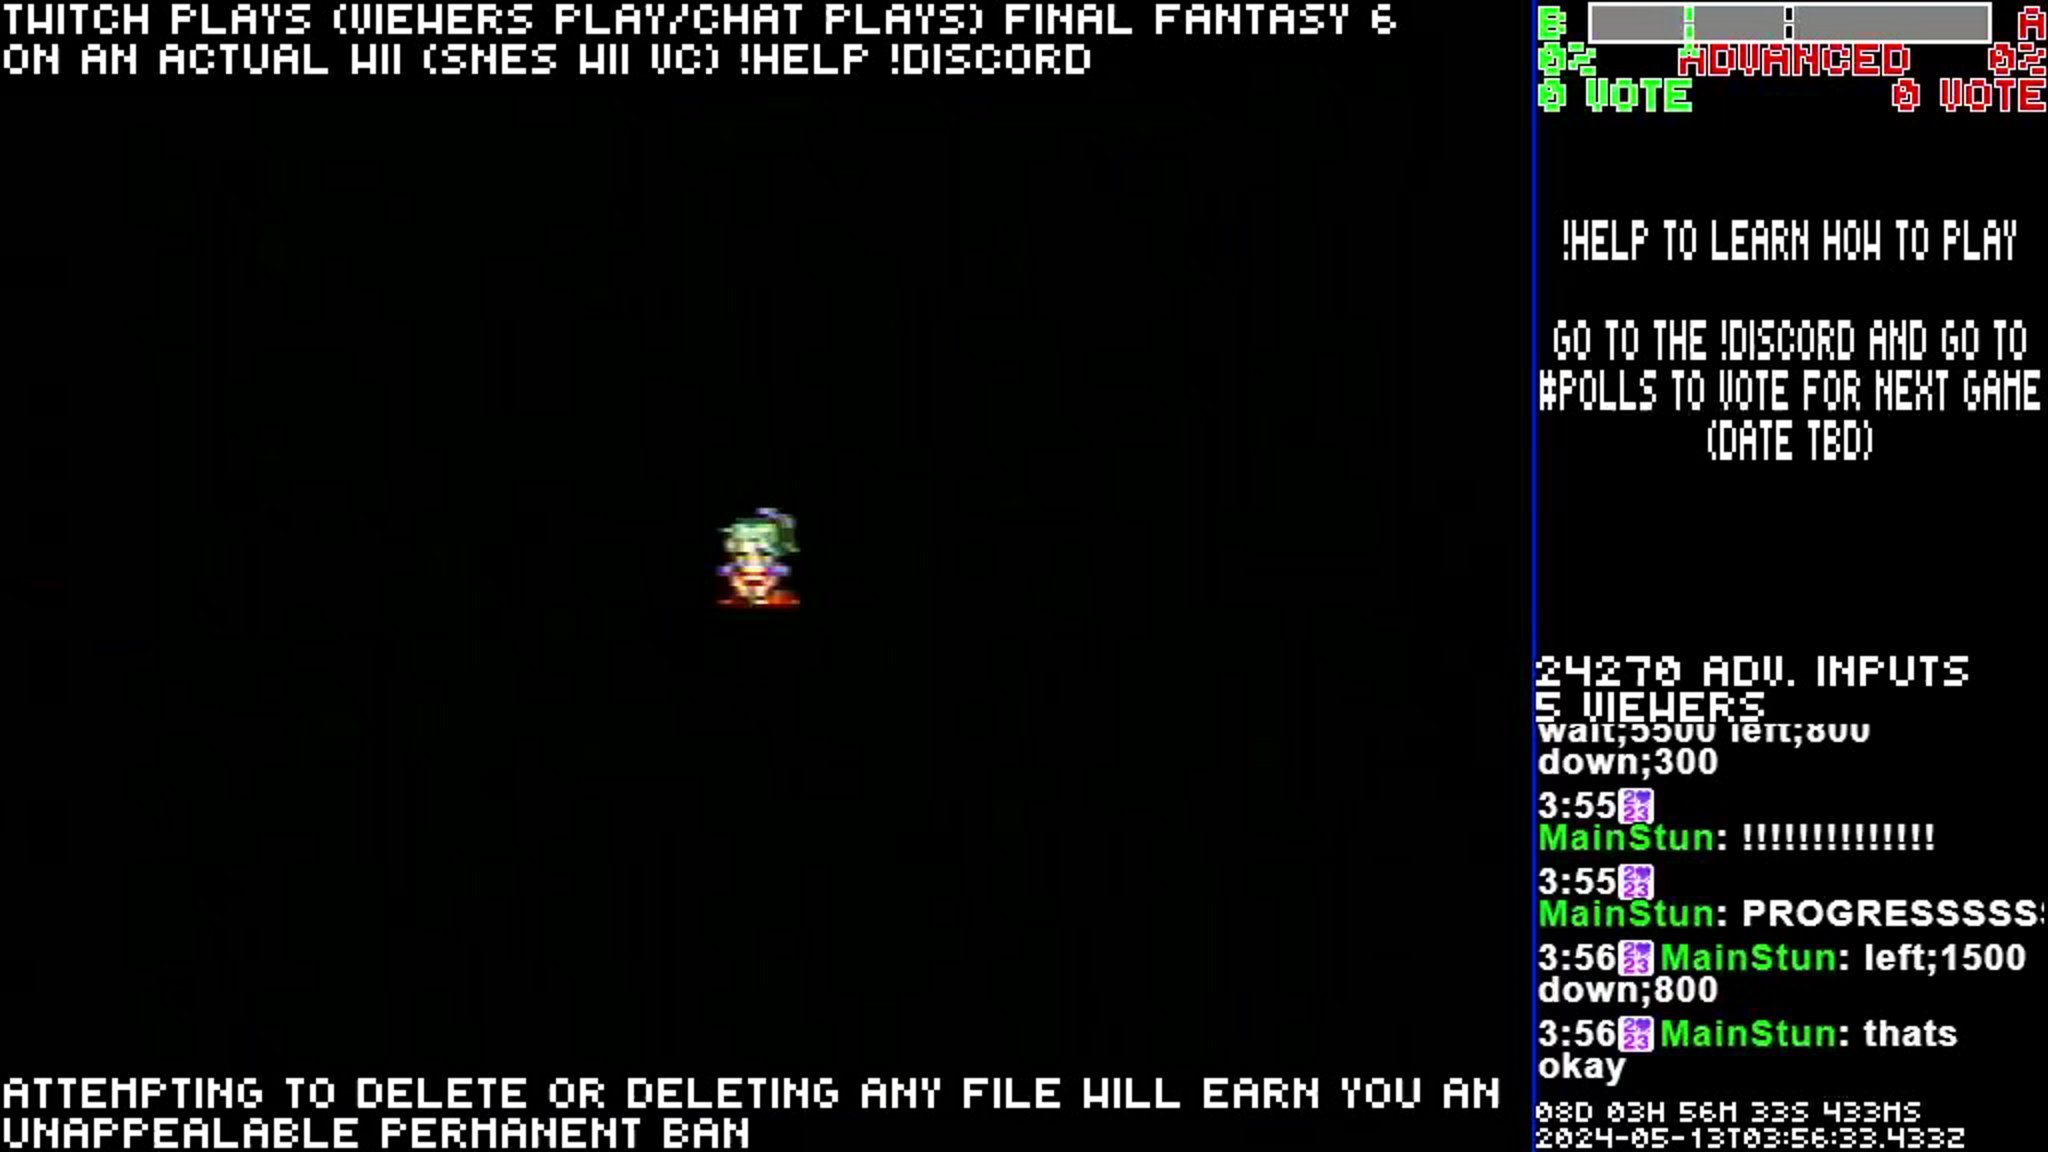 TWITCH PLAYS (VIEWERS PLAY/CHAT PLAYS) FINAL FANTASY 6
ON AN ACTUAL WII (SNES WII VC) !HELP !DISCORD
B A
0% ADVANCED 0%
0 VOTE 0 VOTE
!HELP TO LEARN HOW TO PLAY
GO TO THE !DISCORD AND GO TO
#POLLS TO VOTE FOR NEXT GAME
(DATE TBD)
24270 ADV. INPUTS
5 VIEWERS
wait;5500 left;800
down;300
3:55
MainStun: !!!!!!!!!!!!!!
3:55
MainStun: PROGRESSSSS
3:56 MainStun: left;1500
down;800
3:56 MainStun: thats
okay
08D 03H 56M 33S 433MS
2024-05-13T03:56:33.433Z
ATTEMPTING TO DELETE OR DELETING ANY FILE WILL EARN YOU AN
UNAPPEALABLE PERMANENT BAN